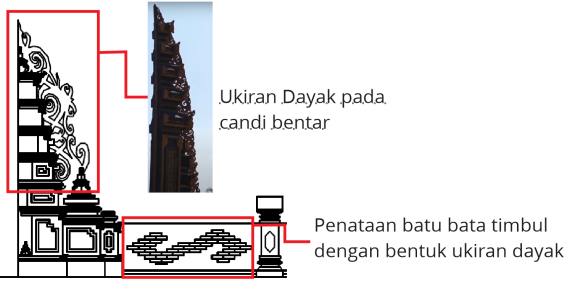 Ukiran Dayak pada
candi bentar
Penataan batu bata timbul
dengan bentuk ukiran dayak